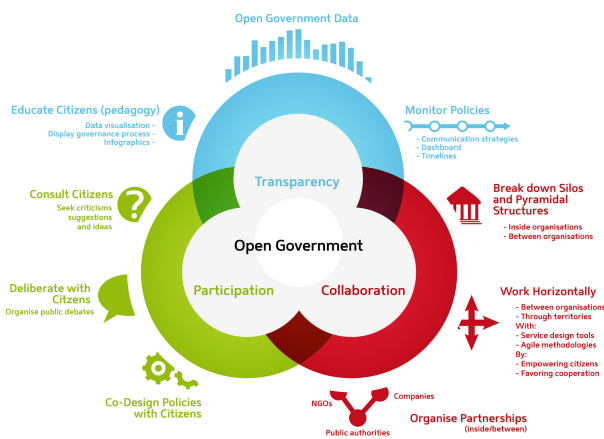 Open Government Data
Educate Citizens (pedagogy)
Data visualisation -
Display governance process -
Infographics -
Monitor Policies
- Communication strategies
- Dashboard
- Timelines
Transparency
Consult Citizens
Seek criticisms
suggestions
and ideas
Break down Silos
and Pyramidal
Structures
- Inside organisations
- Between organisations
Open Government
Participation
Collaboration
Deliberate with
Citzens
Organise public debates
Work Horizontally
- Between organisations
- Through territories
With:
- Service design tools
- Agile methodologies
By:
- Empowering citizens
- Favoring cooperation
Co-Design Policies
with Citizens
NGOs
Companies
Public authorities
Organise Partnerships
(inside/between)